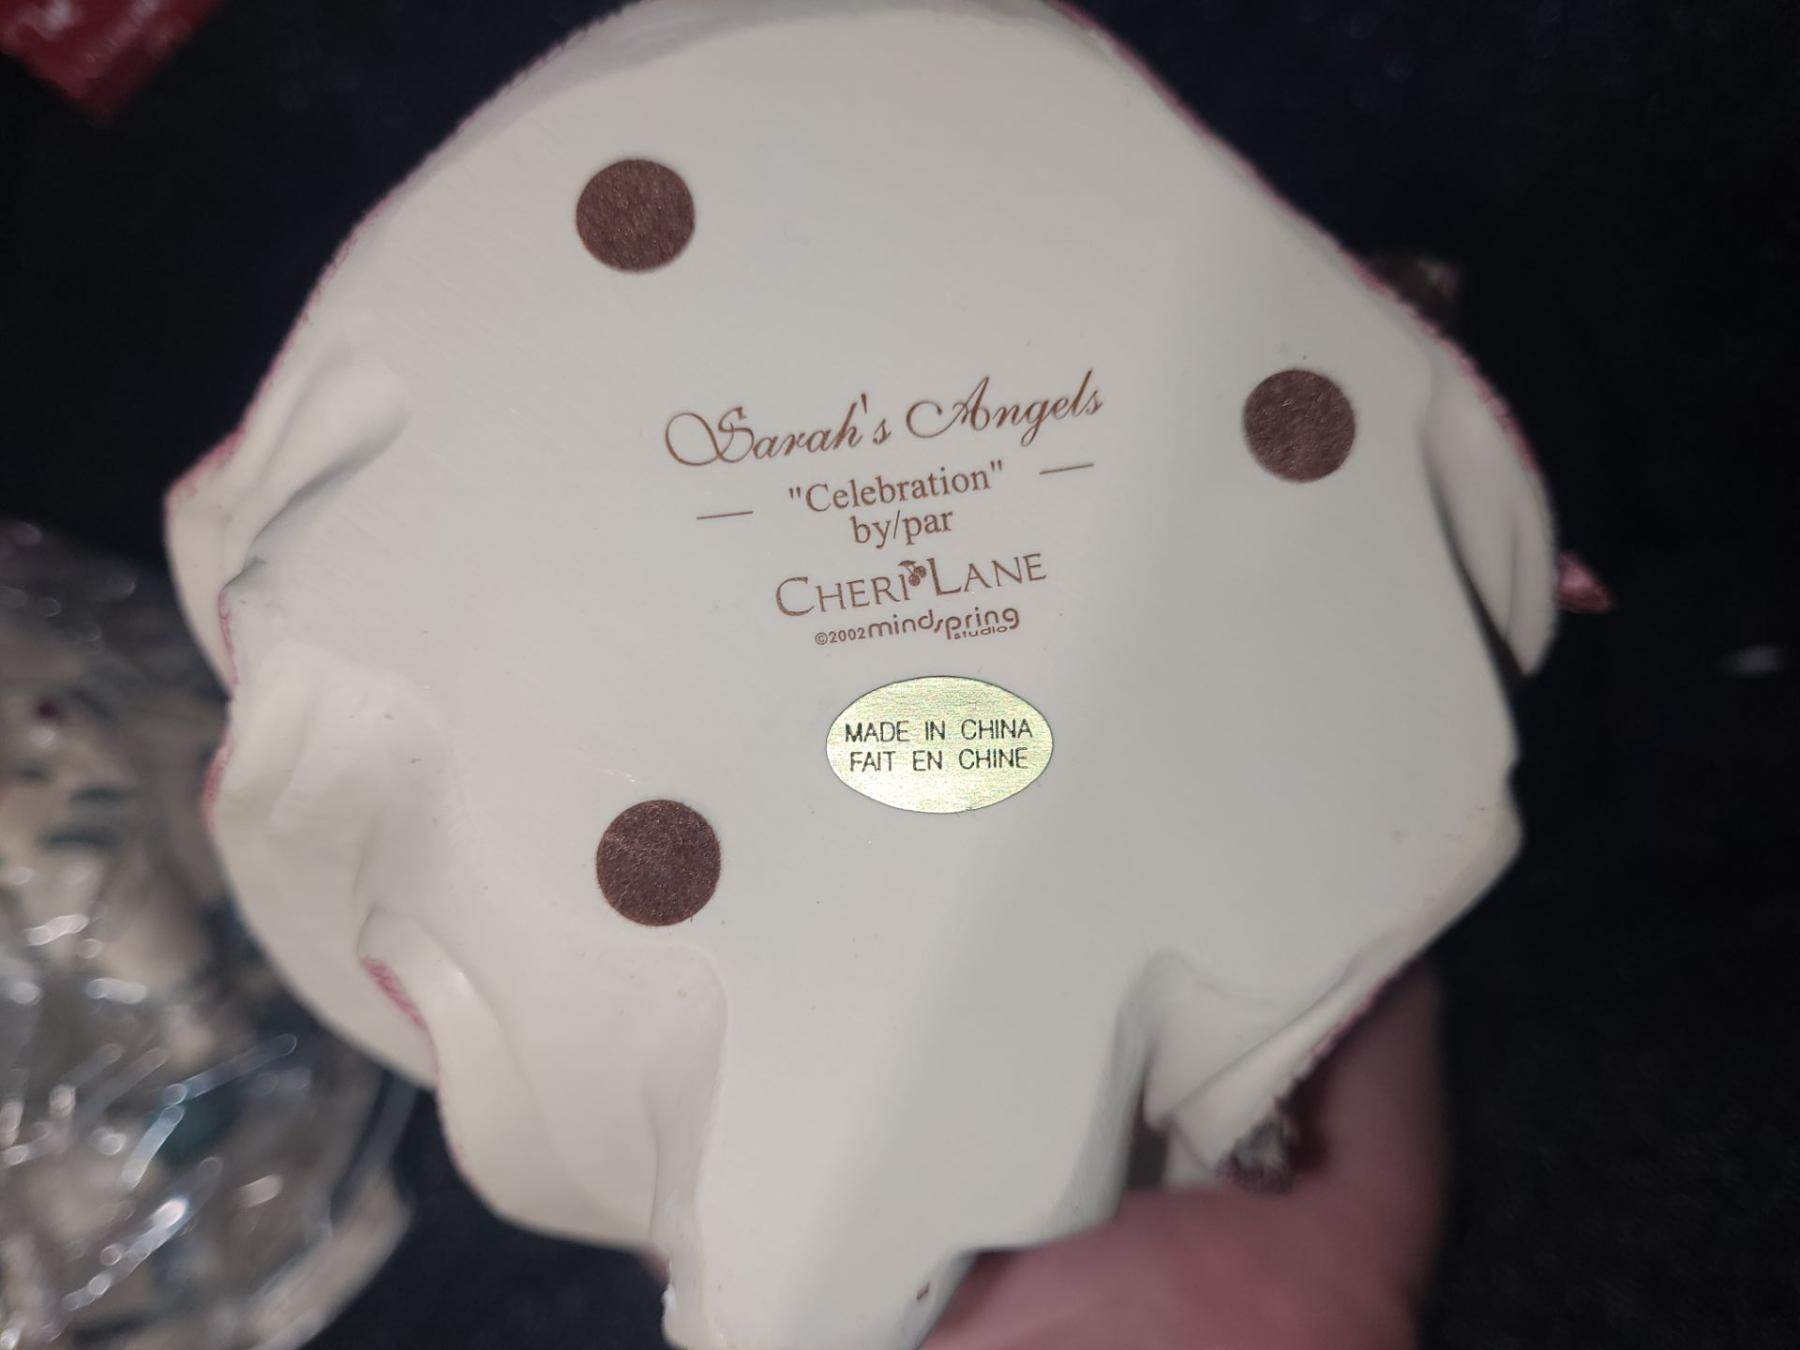 Sarah's Angels
"Celebration"
by/par
CHERI LANE
©2002 mindspring
studio
MADE IN CHINA
FAIT EN CHINE